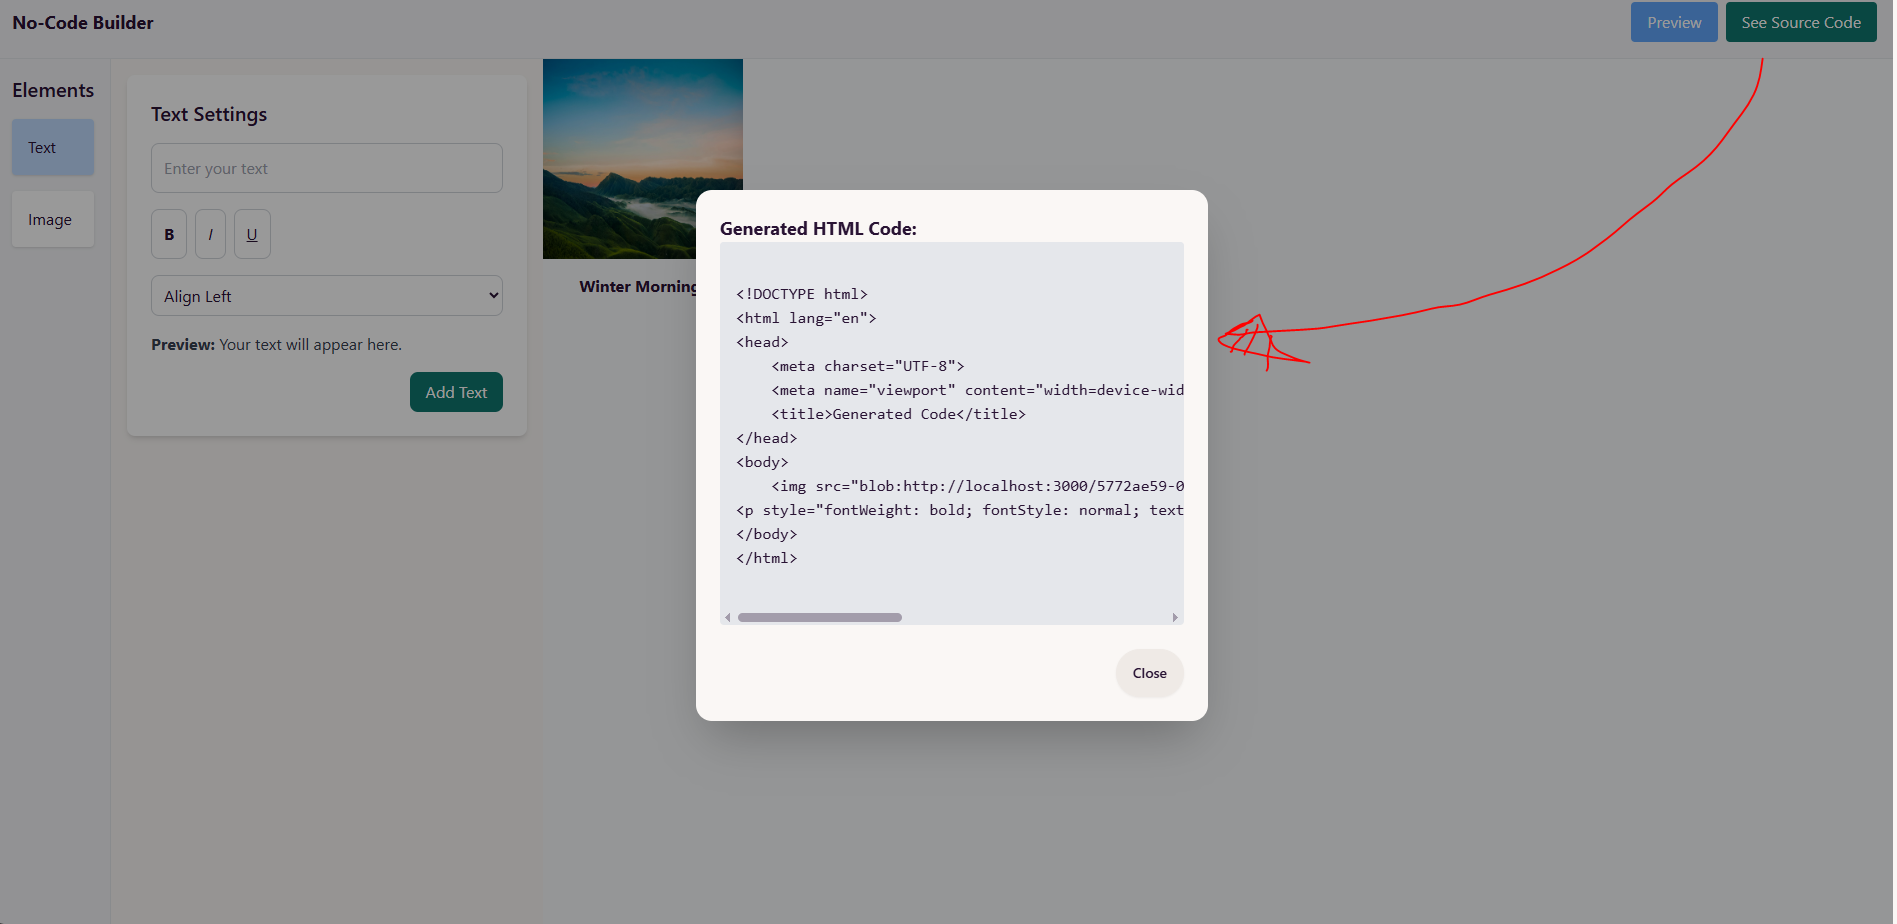 No-Code Builder
Preview
See Source Code
Elements
Text
Image
Text Settings
Enter your text
B
I
U
Align Left
Preview: Your text will appear here.
Add Text
Winter Morning
Generated HTML Code:
<!DOCTYPE html>
<html lang="en">
<head>
    <meta charset="UTF-8">
    <meta name="viewport" content="width=device-wid
    <title>Generated Code</title>
</head>
<body>
    <img src="blob:http://localhost:3000/5772ae59-0
<p style="fontWeight: bold; fontStyle: normal; text
</body>
</html>
Close